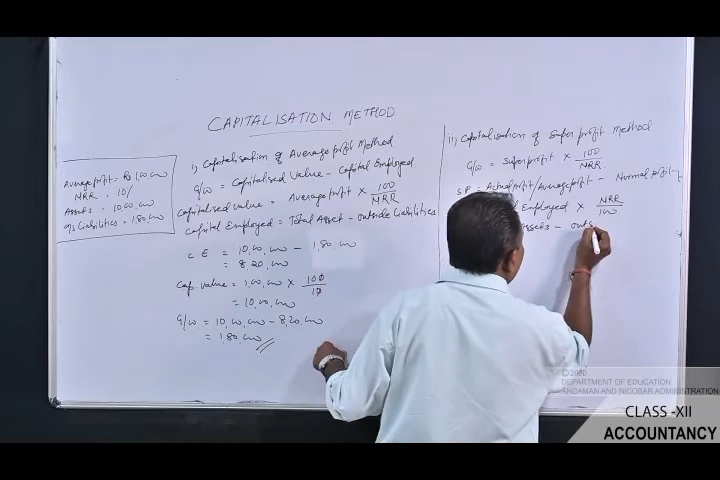 CAPITALISATION METHOD
Average profit = Rs 1,00,000
NRR = 10%
Assets = 10,00,000
O/s Liabilities = 1,80,000
i, Capitalisation of Average profit Method
G/W = Capitalised Value - Capital Employed
Capitalised value = Average profit × 100/NRR
Capital Employed = Total Asset - outside Liabilities
C E = 10,00,000 - 1,80,000
= 8,20,000
Cap. value = 1,00,000 × 100/10
= 10,00,000
G/W = 10,00,000 - 8,20,000
= 1,80,000
ii, Capitalisation of Super profit Method
G/W = Super profit × 100/NRR
SP = Actual profit/Average profit - Normal profit
Employed × NRR/100
Assets - outs
©2020
DEPARTMENT OF EDUCATION
ANDAMAN AND NICOBAR ADMINISTRATION
CLASS -XII
ACCOUNTANCY